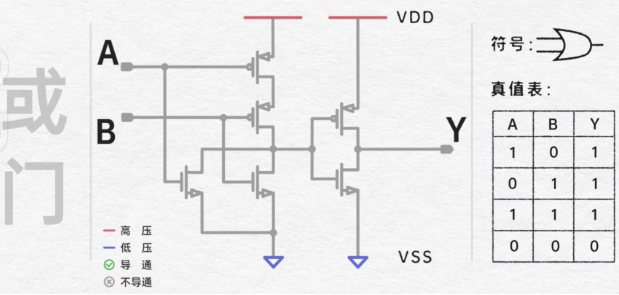 或
门
A
B
VDD
Y
VSS
高 压
低 压
导 通
不导通
符号:
真值表:
A B Y
1 0 1
0 1 1
1 1 1
0 0 0